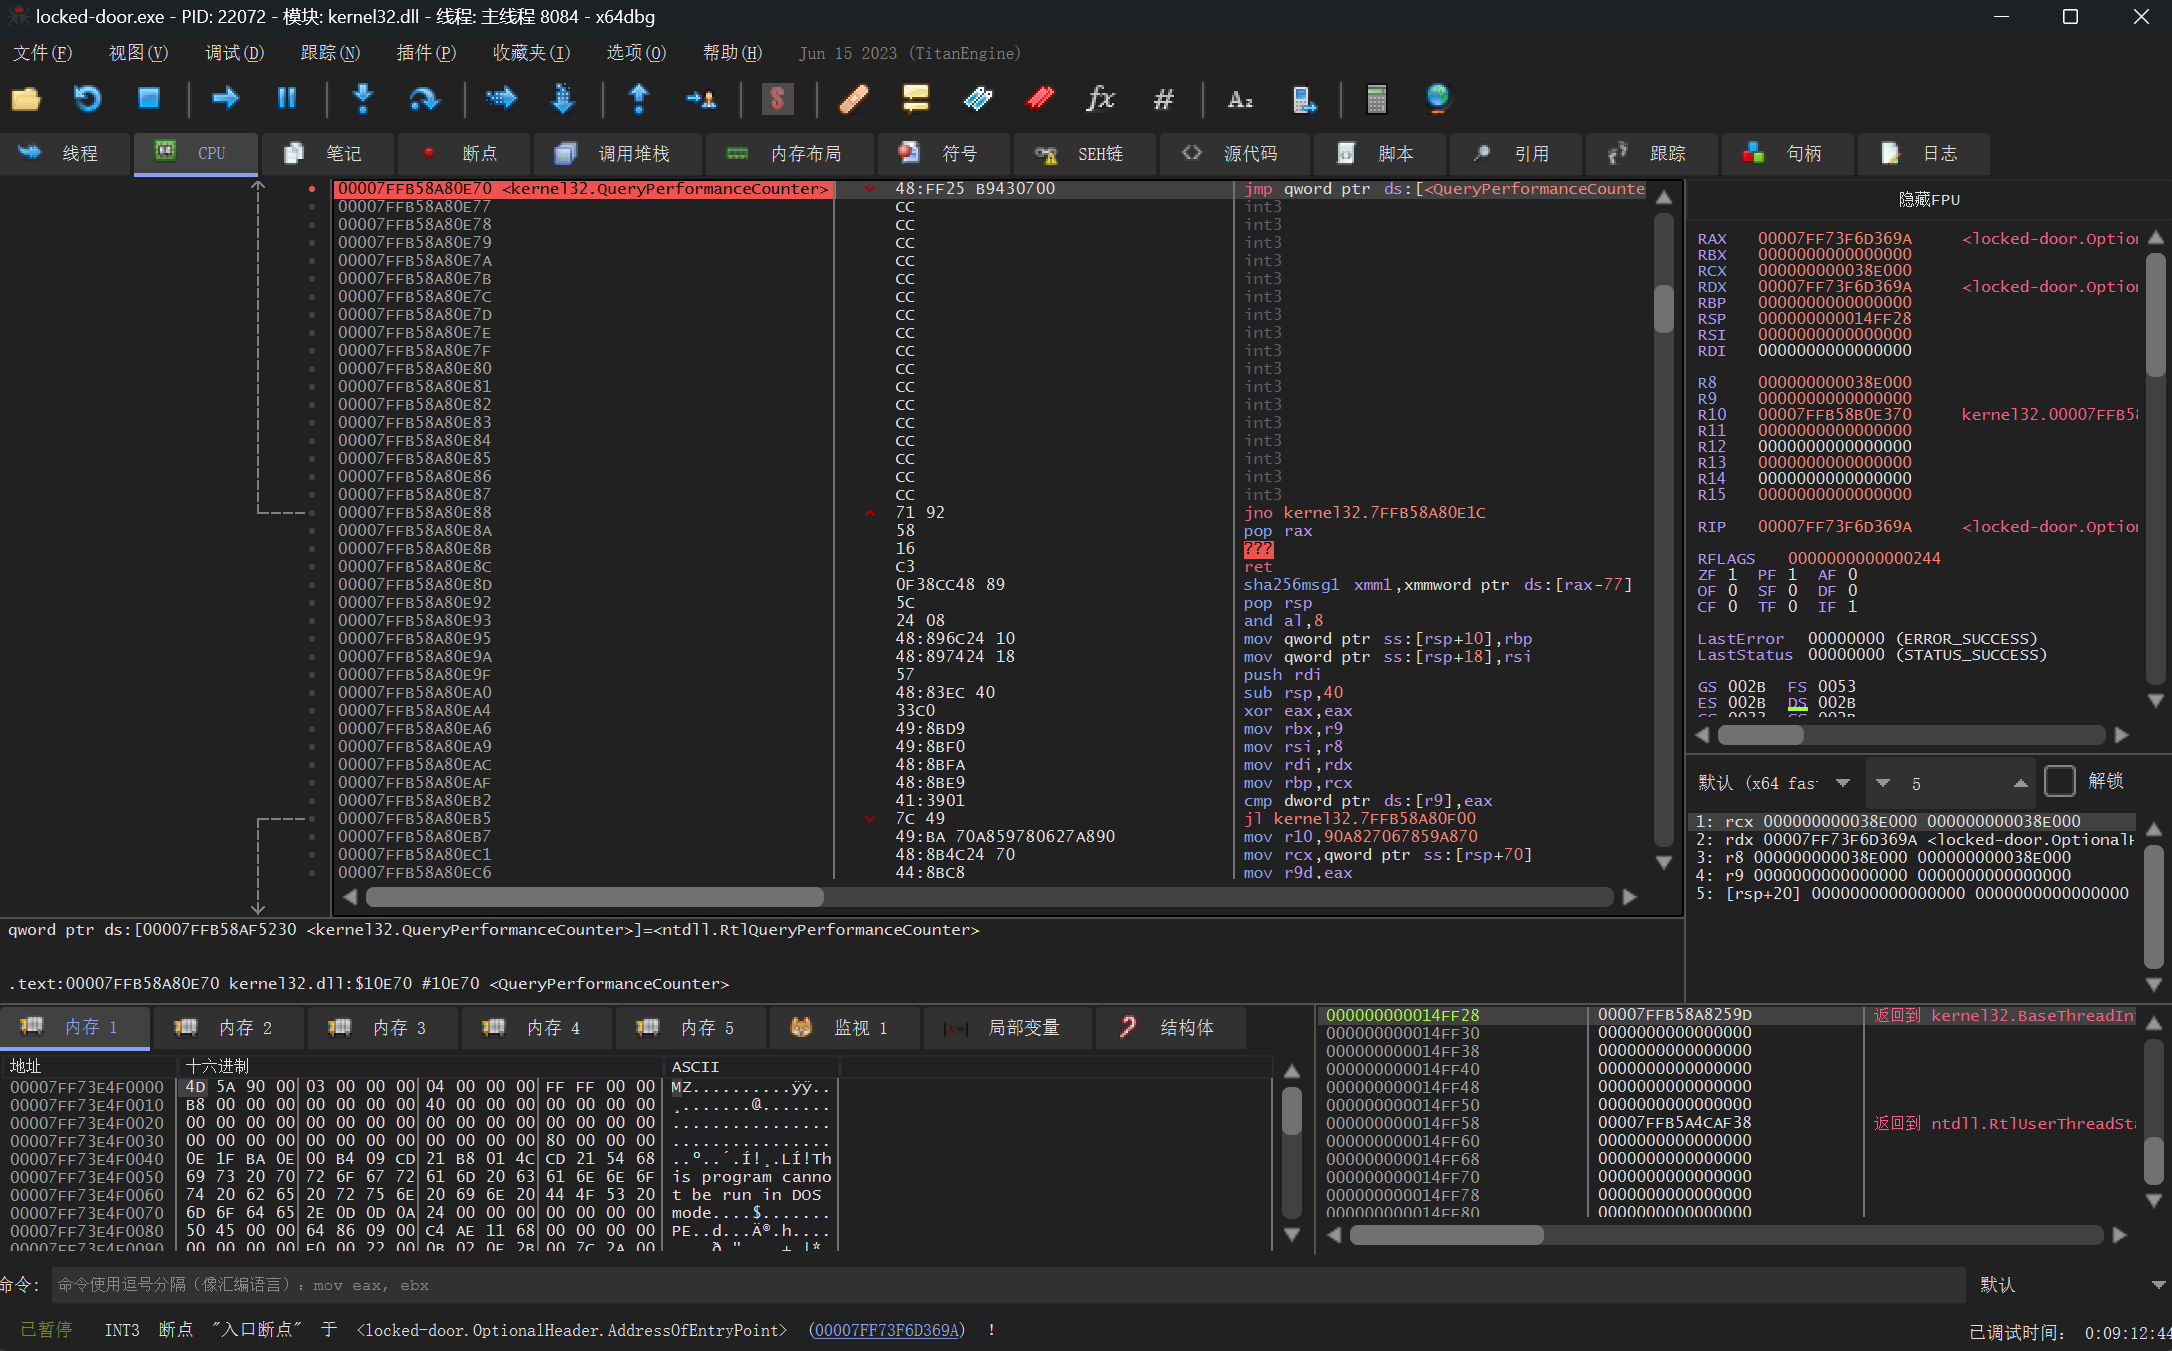 locked-door.exe - PID: 22072 - 模块: kernel32.dll - 线程: 主线程 8084 - x64dbg
文件(F) 视图(V) 调试(D) 跟踪(N) 插件(P) 收藏夹(I) 选项(O) 帮助(H) Jun 15 2023 (TitanEngine)
线程 CPU 笔记 断点 调用堆栈 内存布局 符号 SEH链 源代码 脚本 引用 跟踪 句柄 日志
00007FFB58A80E70 <kernel32.QueryPerformanceCounter> 48:FF25 B9430700 jmp qword ptr ds:[<QueryPerformanceCounte
00007FFB58A80E77 CC int3
00007FFB58A80E78 CC int3
00007FFB58A80E79 CC int3
00007FFB58A80E7A CC int3
00007FFB58A80E7B CC int3
00007FFB58A80E7C CC int3
00007FFB58A80E7D CC int3
00007FFB58A80E7E CC int3
00007FFB58A80E7F CC int3
00007FFB58A80E80 CC int3
00007FFB58A80E81 CC int3
00007FFB58A80E82 CC int3
00007FFB58A80E83 CC int3
00007FFB58A80E84 CC int3
00007FFB58A80E85 CC int3
00007FFB58A80E86 CC int3
00007FFB58A80E87 CC int3
00007FFB58A80E88 71 92 jno kernel32.7FFB58A80E1C
00007FFB58A80E8A 58 pop rax
00007FFB58A80E8B 16 ???
00007FFB58A80E8C C3 ret
00007FFB58A80E8D 0F38CC48 89 sha256msg1 xmm1,xmmword ptr ds:[rax-77]
00007FFB58A80E92 5C pop rsp
00007FFB58A80E93 24 08 and al,8
00007FFB58A80E95 48:896C24 10 mov qword ptr ss:[rsp+10],rbp
00007FFB58A80E9A 48:897424 18 mov qword ptr ss:[rsp+18],rsi
00007FFB58A80E9F 57 push rdi
00007FFB58A80EA0 48:83EC 40 sub rsp,40
00007FFB58A80EA4 33C0 xor eax,eax
00007FFB58A80EA6 49:8BD9 mov rbx,r9
00007FFB58A80EA9 49:8BF0 mov rsi,r8
00007FFB58A80EAC 48:8BFA mov rdi,rdx
00007FFB58A80EAF 48:8BE9 mov rbp,rcx
00007FFB58A80EB2 41:3901 cmp dword ptr ds:[r9],eax
00007FFB58A80EB5 7C 49 jl kernel32.7FFB58A80F00
00007FFB58A80EB7 49:BA 70A859780627A890 mov r10,90A827067859A870
00007FFB58A80EC1 48:8B4C24 70 mov rcx,qword ptr ss:[rsp+70]
00007FFB58A80EC6 44:8BC8 mov r9d,eax
qword ptr ds:[00007FFB58AF5230 <kernel32.QueryPerformanceCounter>]=<ntdll.RtlQueryPerformanceCounter>
.text:00007FFB58A80E70 kernel32.dll:$10E70 #10E70 <QueryPerformanceCounter>
隐藏FPU
RAX 00007FF73F6D369A <locked-door.Option
RBX 0000000000000000
RCX 000000000038E000
RDX 00007FF73F6D369A <locked-door.Option
RBP 0000000000000000
RSP 000000000014FF28
RSI 0000000000000000
RDI 0000000000000000
R8 000000000038E000
R9 0000000000000000
R10 00007FFB58B0E370 kernel32.00007FFB58
R11 0000000000000000
R12 0000000000000000
R13 0000000000000000
R14 0000000000000000
R15 0000000000000000
RIP 00007FF73F6D369A <locked-door.Option
RFLAGS 0000000000000244
ZF 1 PF 1 AF 0
OF 0 SF 0 DF 0
CF 0 TF 0 IF 1
LastError 00000000 (ERROR_SUCCESS)
LastStatus 00000000 (STATUS_SUCCESS)
GS 002B FS 0053
ES 002B DS 002B
默认 (x64 fas 5 解锁
1: rcx 000000000038E000 000000000038E000
2: rdx 00007FF73F6D369A <locked-door.OptionalH
3: r8 000000000038E000 000000000038E000
4: r9 0000000000000000 0000000000000000
5: [rsp+20] 0000000000000000 0000000000000000
内存 1 内存 2 内存 3 内存 4 内存 5 监视 1 局部变量 结构体
地址 十六进制 ASCII
00007FF73E4F0000 4D 5A 90 00 03 00 00 00 04 00 00 00 FF FF 00 00 MZ..........ÿÿ..
00007FF73E4F0010 B8 00 00 00 00 00 00 00 40 00 00 00 00 00 00 00 ¸.......@.......
00007FF73E4F0020 00 00 00 00 00 00 00 00 00 00 00 00 00 00 00 00 ................
00007FF73E4F0030 00 00 00 00 00 00 00 00 00 00 00 00 80 00 00 00 ................
00007FF73E4F0040 0E 1F BA 0E 00 B4 09 CD 21 B8 01 4C CD 21 54 68 ..º..´.Í!¸.LÍ!Th
00007FF73E4F0050 69 73 20 70 72 6F 67 72 61 6D 20 63 61 6E 6E 6F is program canno
00007FF73E4F0060 74 20 62 65 20 72 75 6E 20 69 6E 20 44 4F 53 20 t be run in DOS
00007FF73E4F0070 6D 6F 64 65 2E 0D 0D 0A 24 00 00 00 00 00 00 00 mode....$.......
00007FF73E4F0080 50 45 00 00 64 86 09 00 C4 AE 11 68 00 00 00 00 PE..d...Ä®.h....
00007FF73E4F0090 00 00 00 00 F0 00 22 00 0B 02 0E 2B 00 7C 2A 00 ....ð."....+.|*.
000000000014FF28 00007FFB58A8259D 返回到 kernel32.BaseThreadIn
000000000014FF30 0000000000000000
000000000014FF38 0000000000000000
000000000014FF40 0000000000000000
000000000014FF48 0000000000000000
000000000014FF50 0000000000000000
000000000014FF58 00007FFB5A4CAF38 返回到 ntdll.RtlUserThreadSta
000000000014FF60 0000000000000000
000000000014FF68 0000000000000000
000000000014FF70 0000000000000000
000000000014FF78 0000000000000000
000000000014FF80 0000000000000000
命令: 命令使用逗号分隔（像汇编语言）: mov eax, ebx 默认
已暂停 INT3 断点 "入口断点" 于 <locked-door.OptionalHeader.AddressOfEntryPoint> (00007FF73F6D369A) ! 已调试时间: 0:09:12:44